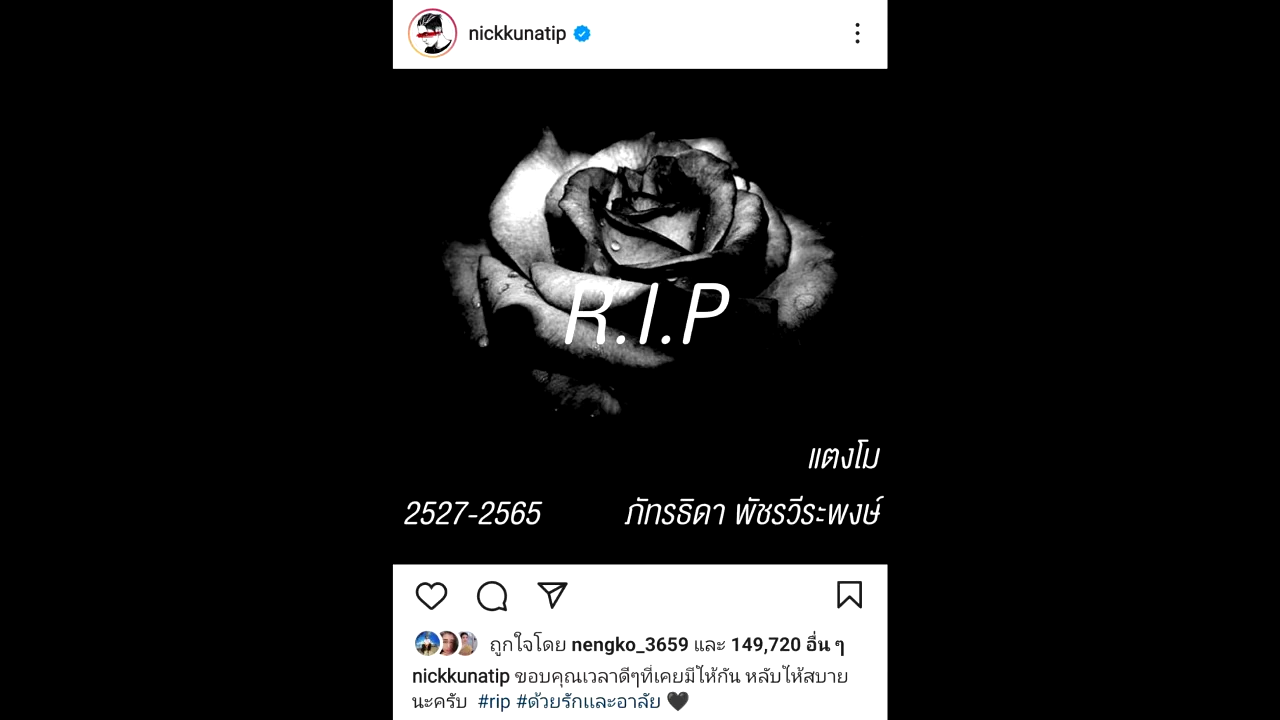 nickkunatip
R.I.P
แตงโม
2527-2565 ภัทรธิดา พัชรวีระพงษ์
ถูกใจโดย nengko_3659 และ 149,720 อื่น ๆ
nickkunatip ขอบคุณเวลาดีๆที่เคยมีไห้กัน หลับไห้สบาย
นะครับ #rip #ด้วยรักและอาลัย 🖤